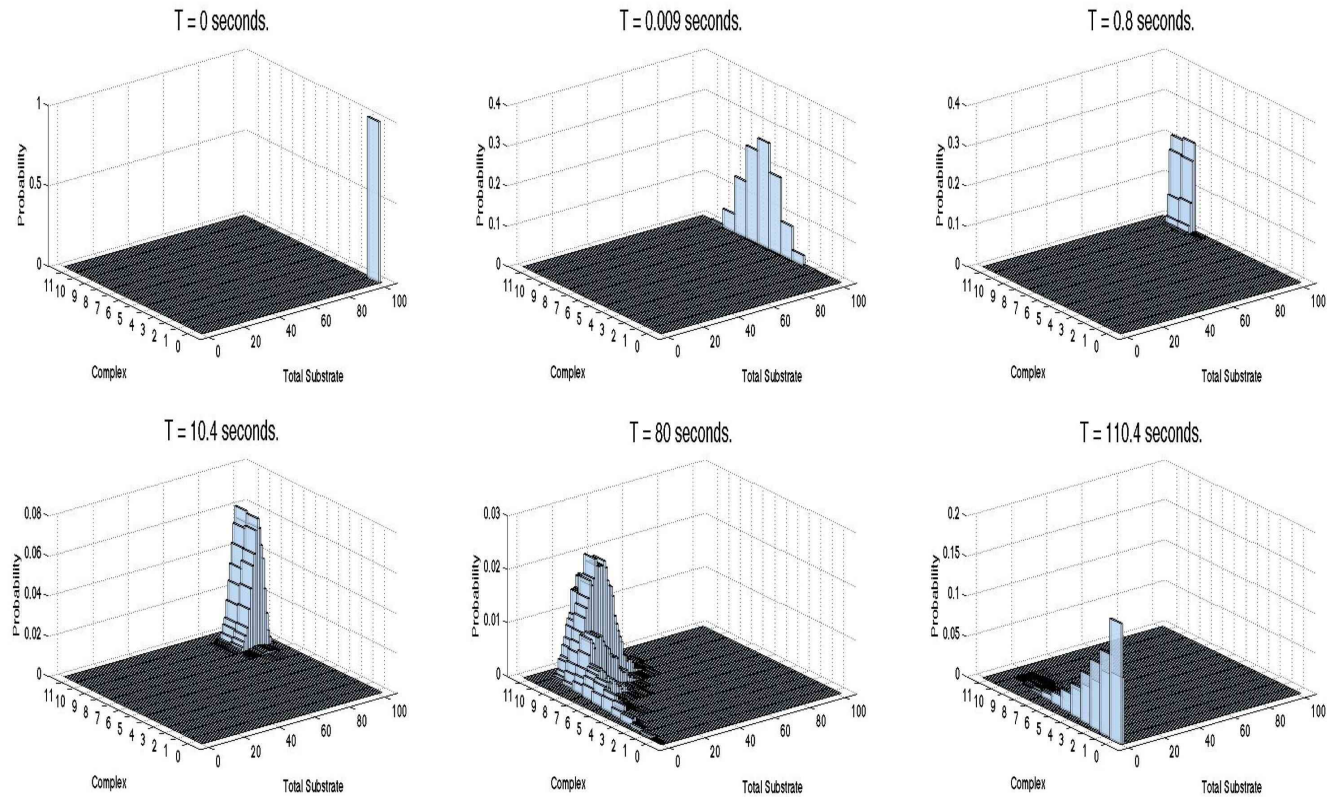 T = 0 seconds.
Probability
1
0.5
0
11 10 9 8 7 6 5 4 3 2 1 0
0 20 40 60 80 100
Complex
Total Substrate
T = 0.009 seconds.
Probability
0.4
0.3
0.2
0.1
0
11 10 9 8 7 6 5 4 3 2 1 0
0 20 40 60 80 100
Complex
Total Substrate
T = 0.8 seconds.
Probability
0.4
0.3
0.2
0.1
0
11 10 9 8 7 6 5 4 3 2 1 0
0 20 40 60 80 100
Complex
Total Substrate
T = 10.4 seconds.
Probability
0.08
0.06
0.04
0.02
0
11 10 9 8 7 6 5 4 3 2 1 0
0 20 40 60 80 100
Complex
Total Substrate
T = 80 seconds.
Probability
0.03
0.02
0.01
0
11 10 9 8 7 6 5 4 3 2 1 0
0 20 40 60 80 100
Complex
Total Substrate
T = 110.4 seconds.
Probability
0.2
0.15
0.1
0.05
0
11 10 9 8 7 6 5 4 3 2 1 0
0 20 40 60 80 100
Complex
Total Substrate